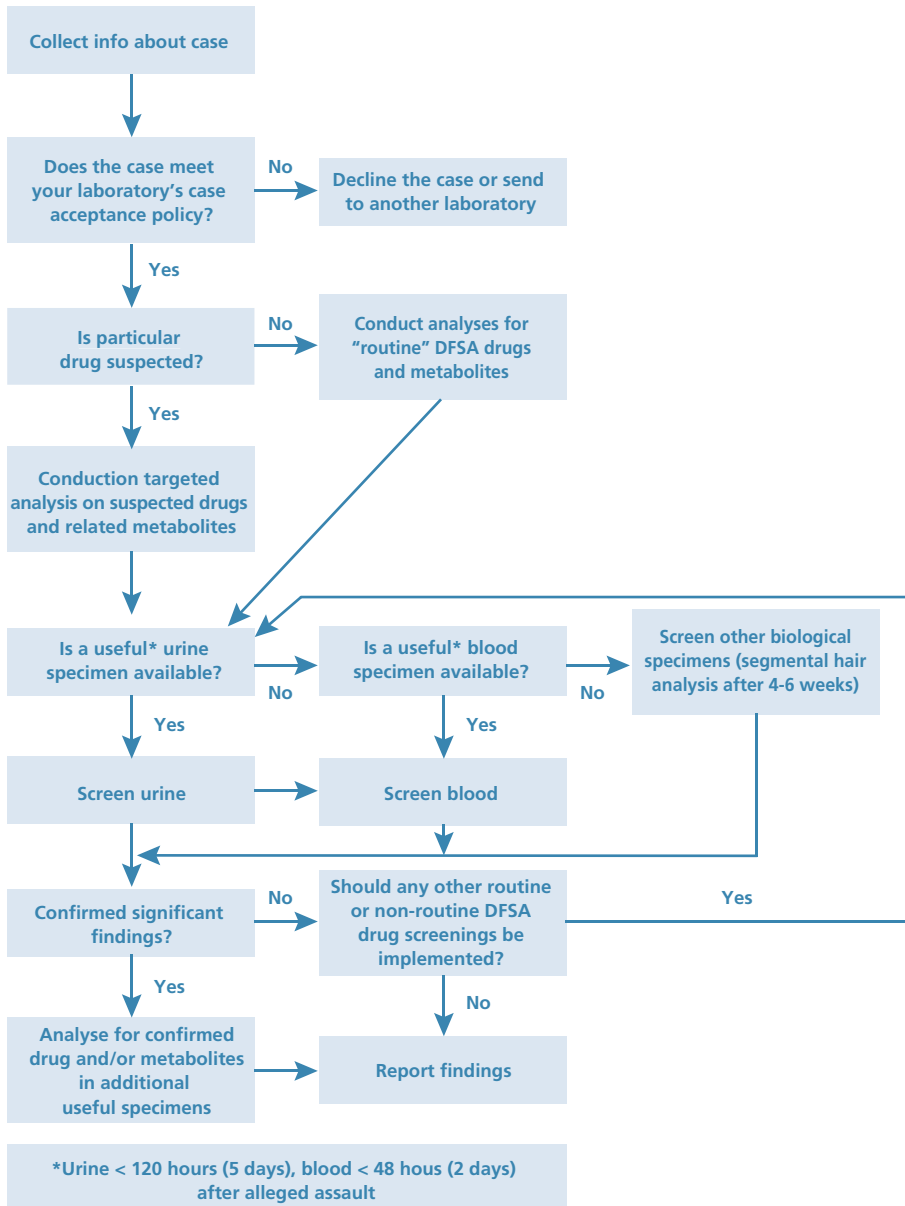 Collect info about case
Does the case meet
your laboratory's case
acceptance policy?
No
Decline the case or send
to another laboratory
Yes
Is particular
drug suspected?
No
Conduct analyses for
“routine” DFSA drugs
and metabolites
Yes
Conduction targeted
analysis on suspected drugs
and related metabolites
Is a useful* urine
specimen available?
No
Is a useful* blood
specimen available?
No
Screen other biological
specimens (segmental hair
analysis after 4-6 weeks)
Yes
Yes
Screen urine
Screen blood
Confirmed significant
findings?
No
Should any other routine
or non-routine DFSA
drug screenings be
implemented?
Yes
Yes
No
Analyse for confirmed
drug and/or metabolites
in additional
useful specimens
Report findings
*Urine < 120 hours (5 days), blood < 48 hous (2 days)
after alleged assault